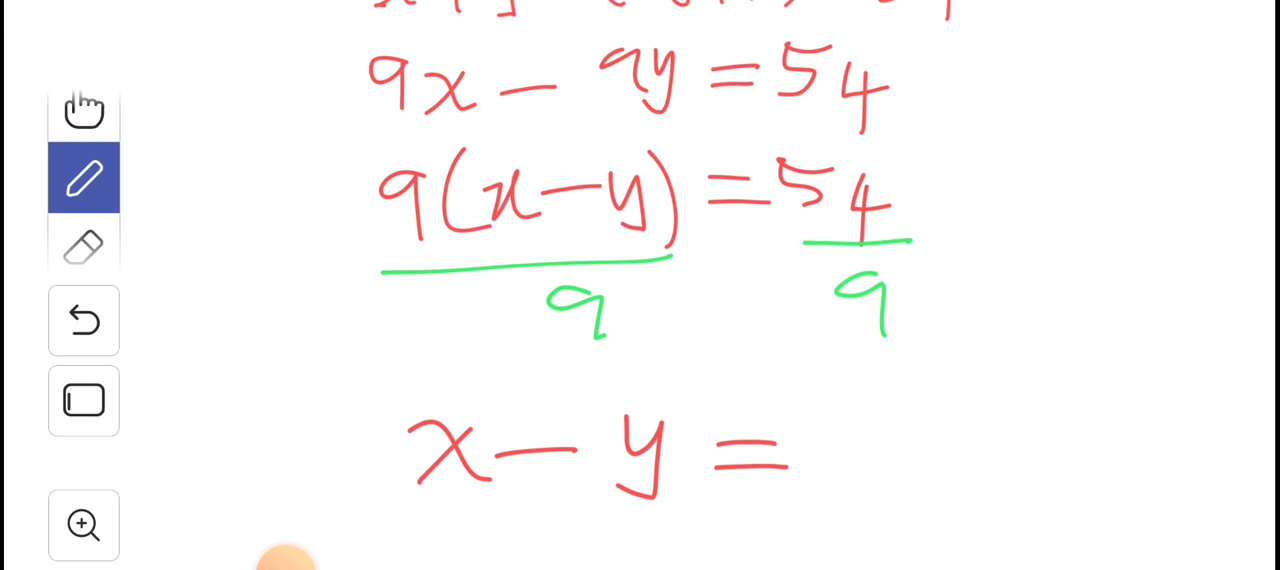 9x - 9y = 54
9(x-y) = 54
9 9
x - y =